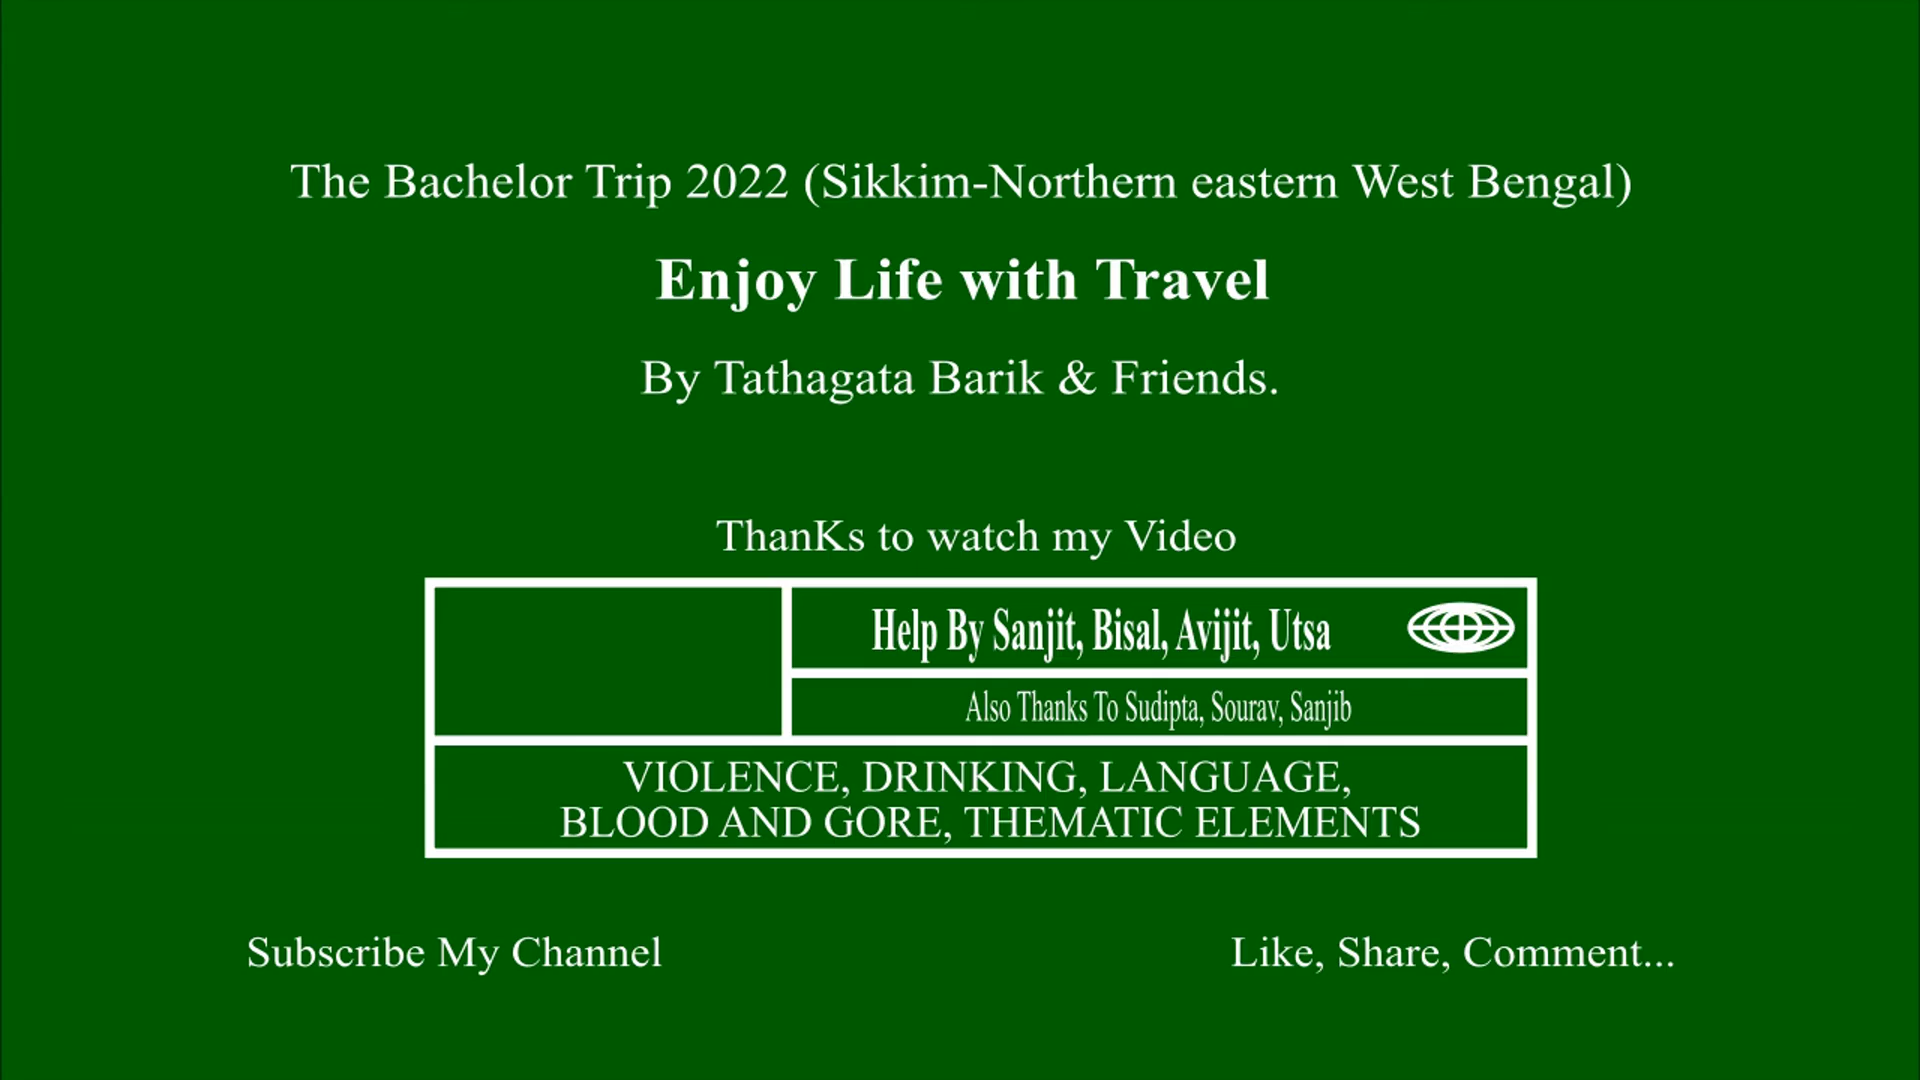 The Bachelor Trip 2022 (Sikkim-Northern eastern West Bengal)
Enjoy Life with Travel
By Tathagata Barik & Friends.
ThanKs to watch my Video
Help By Sanjit, Bisal, Avijit, Utsa
Also Thanks To Sudipta, Sourav, Sanjib
VIOLENCE, DRINKING, LANGUAGE,
BLOOD AND GORE, THEMATIC ELEMENTS
Subscribe My Channel
Like, Share, Comment...